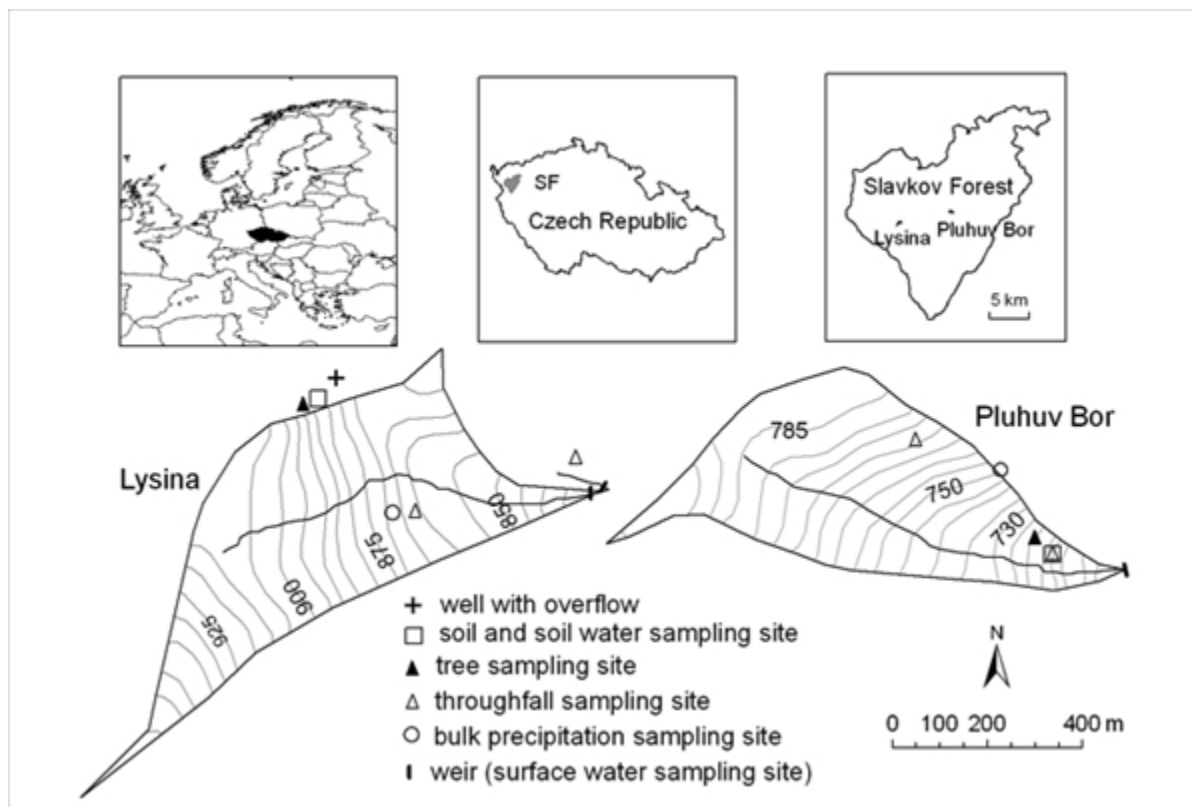 SF
Czech Republic
Slavkov Forest
Lysina
Pluhuv Bor
5 km
Lysina
925
900
875
850
Pluhuv Bor
785
750
730
well with overflow
soil and soil water sampling site
tree sampling site
throughfall sampling site
bulk precipitation sampling site
weir (surface water sampling site)
N
0 100 200 400 m